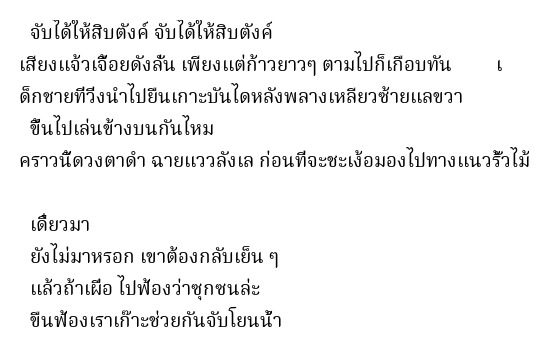 จับได้ให้สิบตังค์ จับได้ให้สิบตังค์
เสียงแจ้วเจื้อยดังลั่น เพียงแต่ก้าวยาวๆ ตามไปก็เกือบทัน เ
ด็กชายที่วิ่งนำไปยืนเกาะบันไดหลังพลางเหลียวซ้ายแลขวา
ขึ้นไปเล่นข้างบนกันไหม
คราวนี้ดวงตาดำ ฉายแววลังเล ก่อนที่จะชะเง้อมองไปทางแนวรั้วไม้
เดี๋ยวมา
ยังไม่มาหรอก เขาต้องกลับเย็น ๆ
แล้วถ้าเผื่อ ไปฟ้องว่าซุกซนล่ะ
ขืนฟ้องเราเก๊าะช่วยกันจับโยนน้ำ